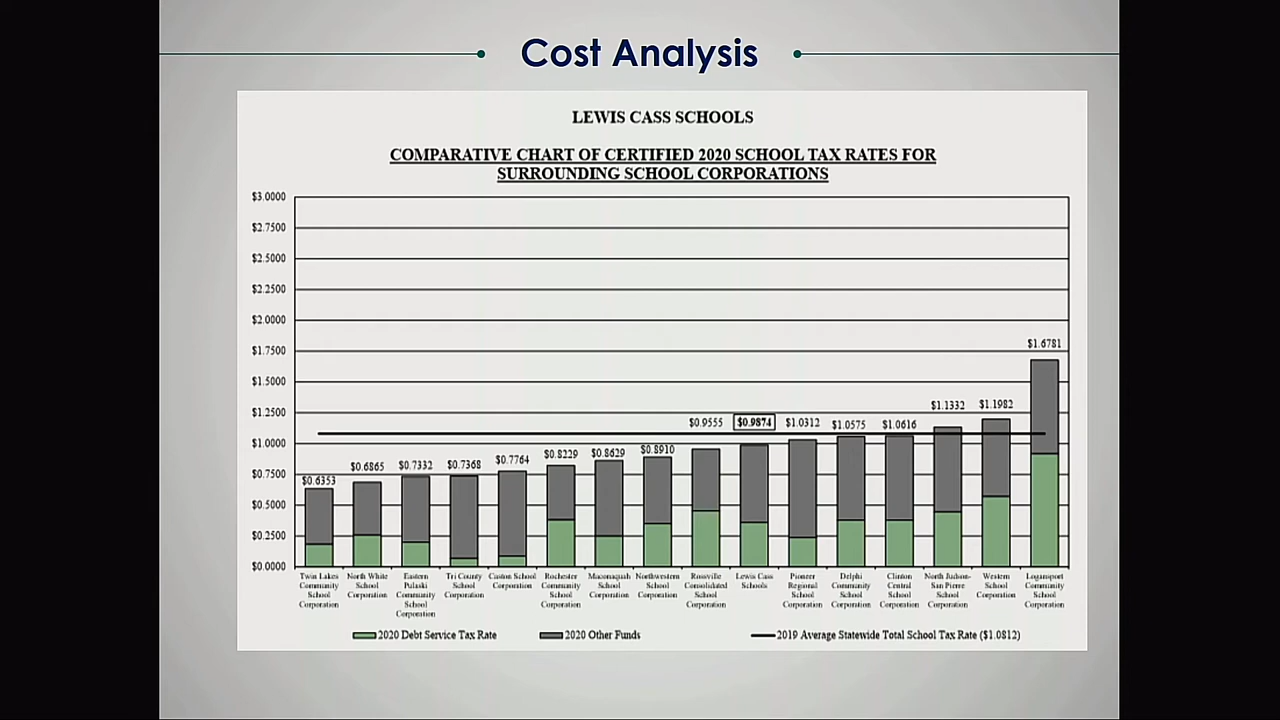 Cost Analysis
LEWIS CASS SCHOOLS
COMPARATIVE CHART OF CERTIFIED 2020 SCHOOL TAX RATES FOR
SURROUNDING SCHOOL CORPORATIONS
$3.0000
$2.7500
$2.5000
$2.2500
$2.0000
$1.7500
$1.5000
$1.2500
$1.0000
$0.7500
$0.5000
$0.2500
$0.0000
$0.6353
$0.6865
$0.7332
$0.7368
$0.7764
$0.8229
$0.8629
$0.8910
$0.9555
$0.9874
$1.0312
$1.0575
$1.0616
$1.1332
$1.1982
$1.6781
Twin Lakes
Community
School
Corporation
North White
School
Corporation
Eastern
Pulaski
Community
School
Corporation
Tri County
School
Corporation
Caston School
Corporation
Rochester
Community
School
Corporation
Maconaquah
School
Corporation
Northwestern
School
Corporation
Rossville
Consolidated
School
Corporation
Lewis Cass
Schools
Pioneer
Regional
School
Corporation
Delphi
Community
School
Corporation
Clinton
Central
School
Corporation
North Judson-
San Pierre
School
Corporation
Western
School
Corporation
Logansport
Community
School
Corporation
2020 Debt Service Tax Rate
2020 Other Funds
2019 Average Statewide Total School Tax Rate ($1.0812)